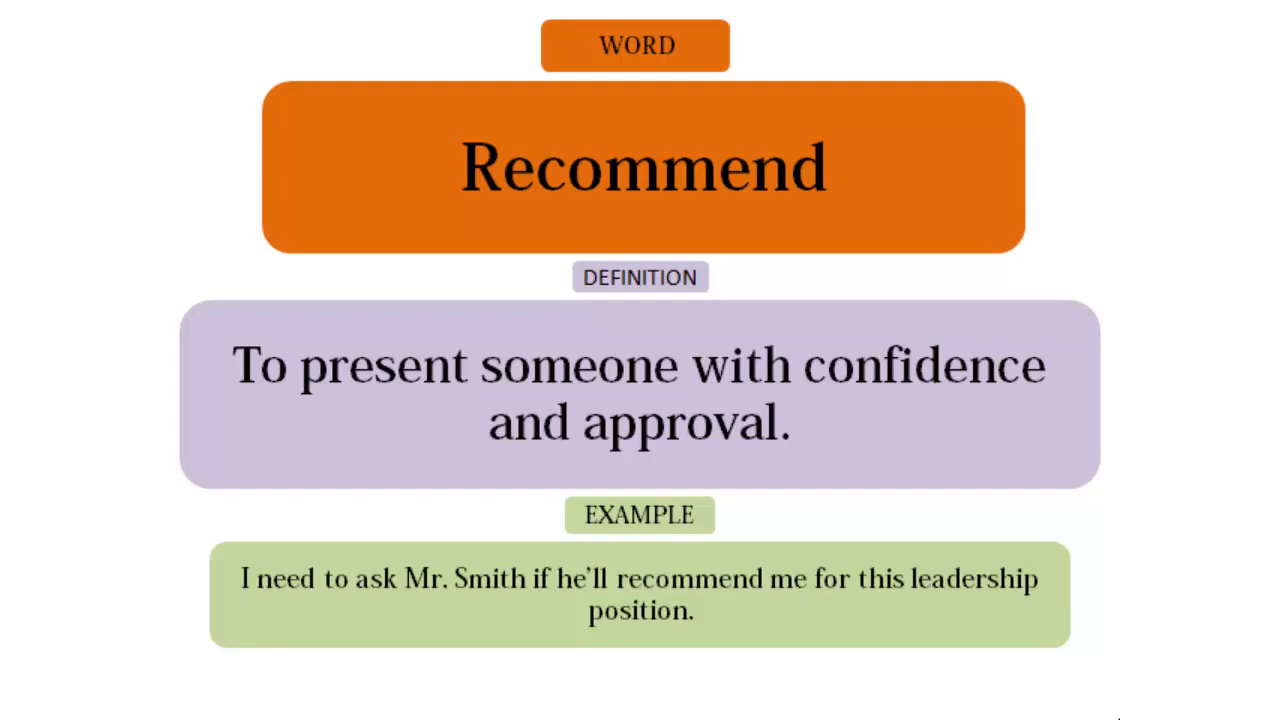 WORD
Recommend
DEFINITION
To present someone with confidence
and approval.
EXAMPLE
I need to ask Mr. Smith if he’ll recommend me for this leadership
position.